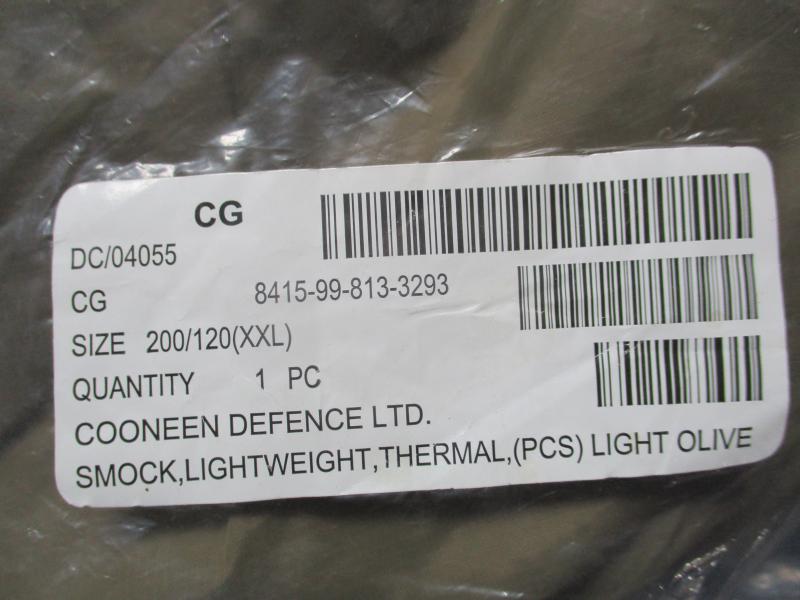 CG
DC/04055
CG 8415-99-813-3293
SIZE 200/120(XXL)
QUANTITY 1 PC
COONEEN DEFENCE LTD.
SMOCK,LIGHTWEIGHT,THERMAL,(PCS) LIGHT OLIVE